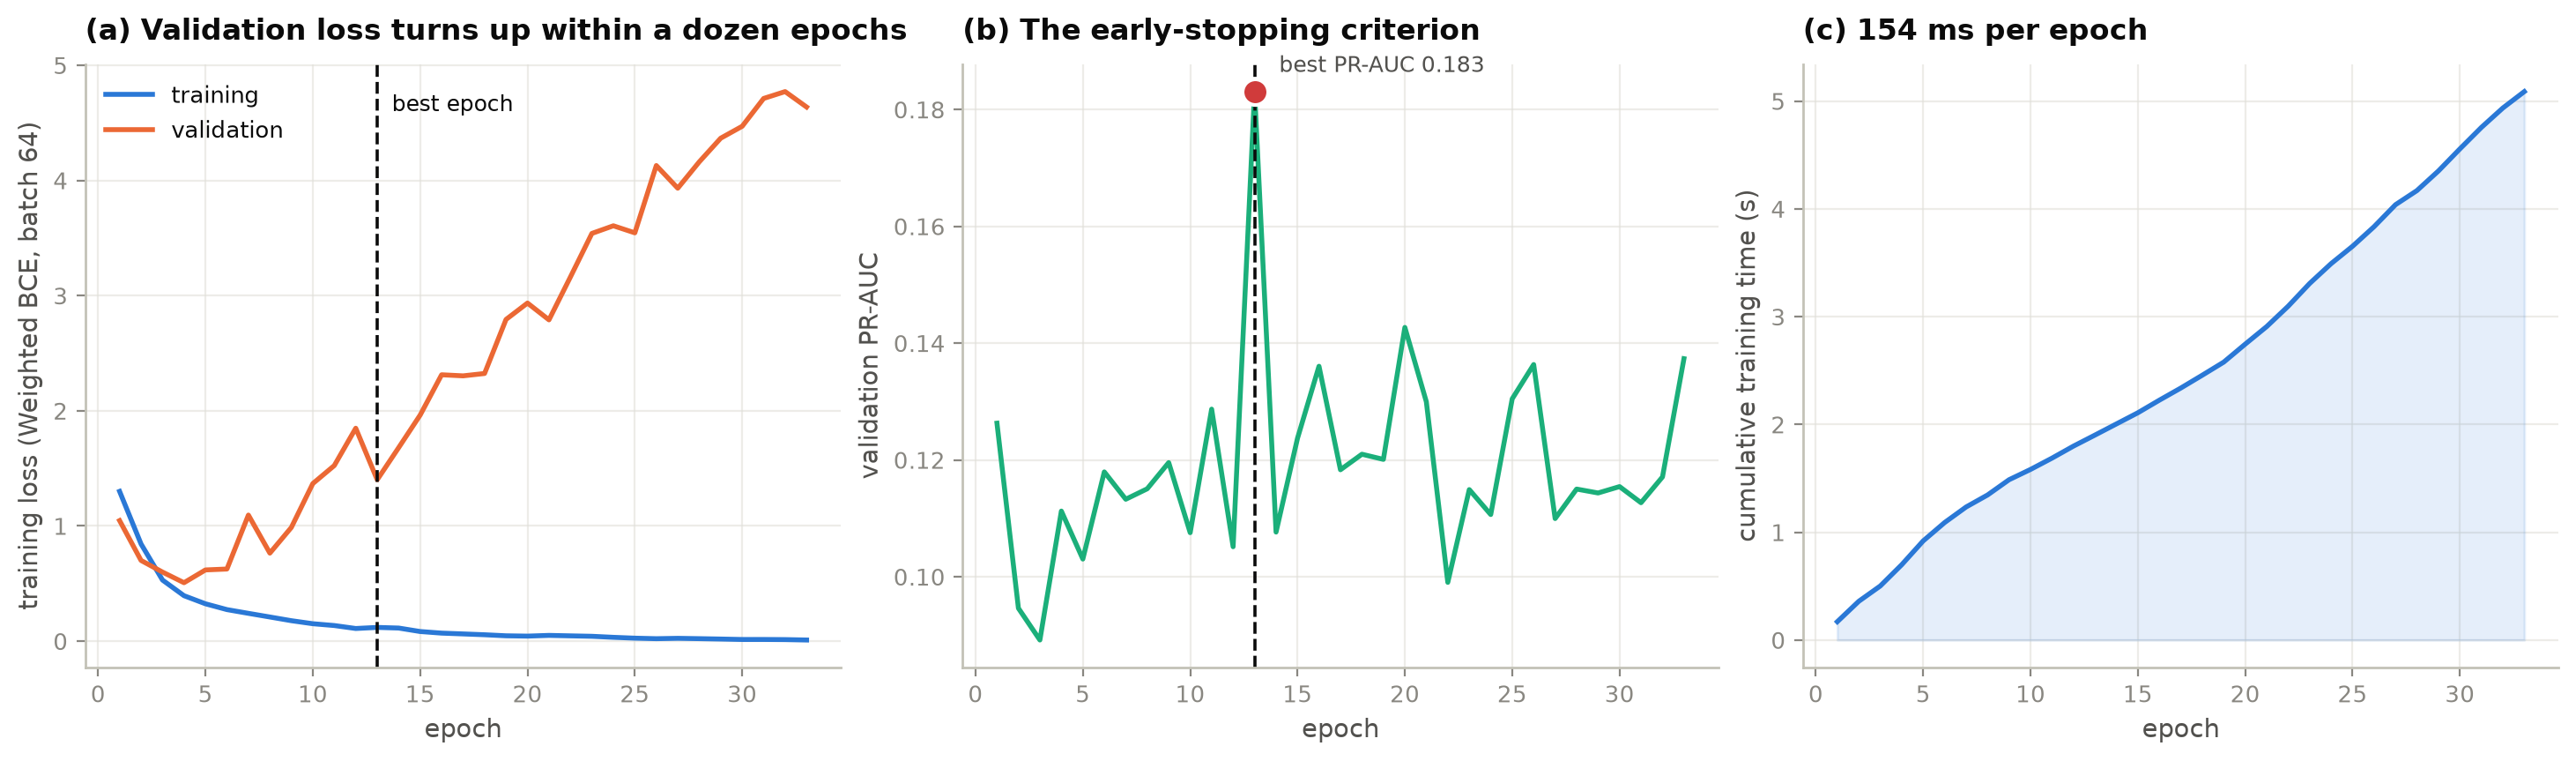 (a) Validation loss turns up within a dozen epochs
training loss (Weighted BCE, batch 64)
5
4
3
2
1
0
training
validation
best epoch
0 5 10 15 20 25 30
epoch
(b) The early-stopping criterion
best PR-AUC 0.183
validation PR-AUC
0.18
0.16
0.14
0.12
0.10
0 5 10 15 20 25 30
epoch
(c) 154 ms per epoch
cumulative training time (s)
5
4
3
2
1
0
0 5 10 15 20 25 30
epoch